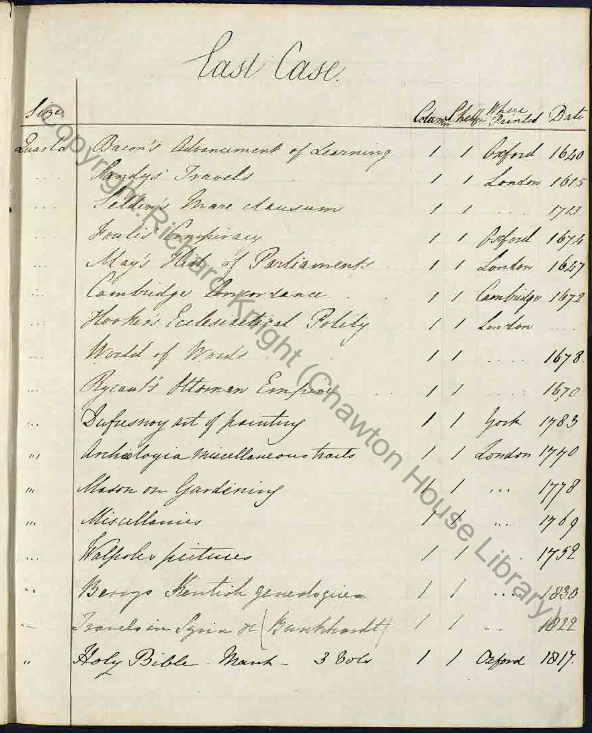 East Case.
Size Column Shelf Where Printed Date
Quarto Bacon's Advancement of Learning 1 1 Oxford 1640
... Sandys' Travels 1 1 London 1615
... Selden's Mare clausum 1 1 ....
... Foulis Conspiracy 1 1 Oxford 1674
... May's Hist: of Parliament 1 1 London 1647
... Cambridge Concordance 1 1 Cambridge 1672
... Hooker's Ecclesiastical Polity 1 1 London ....
... World of Words 1 1 .... 1678.
... Rycaut's Ottoman Empire 1 1 .... 1670
... Dufresnoy art of painting 1 1 York 1783
" Archælogia miscellaneous tracts 1 1 London 1770
" Mason on Gardening 1 1 ... 1778
" Miscellanies 1 1 ... 1769
... Walpole's pictures 1 1 .... 1752
" Berrys Kentish genealogies 1 1 .... 1830
— Travels in Syria &c (Burckhardt) 1 1 ... 1822
" Holy Bible - Mant - 3 Vols 1 1 Oxford 1817.
Copyright: Richard Knight (Chawton House Library)